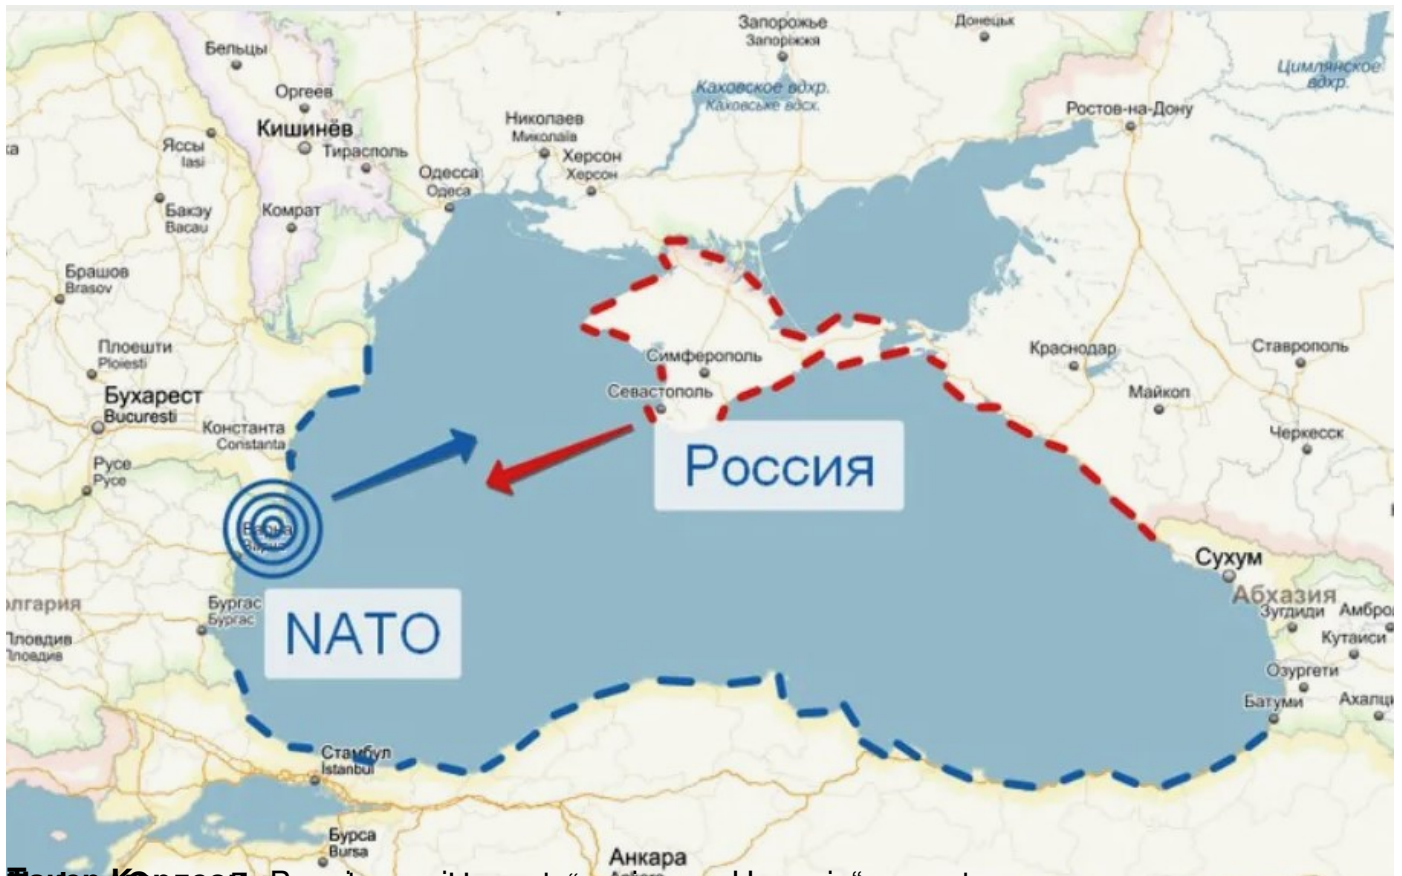 Запорожье
Запоріжжя
Донецьк
Бельцы
Цимлянское
вдхр.
Каховское вдхр.
Каховське вдсх.
Оргеев
Ростов-на-Дону
Николаев
Миколаїв
Кишинёв
Яссы
Iasi
Тирасполь
Херсон
Херсон
Одесса
Одеса
Бакэу
Bacau
Комрат
Брашов
Brasov
Плоешти
Ploiesti
Симферополь
Краснодар
Ставрополь
Бухарест
Bucuresti
Севастополь
Майкоп
Константа
Constanta
Черкесск
Русе
Русе
Россия
Варна
Сухум
Абхазия
Зугдиди
Бургас
Бургас
NATO
Кутаиси
Пловдив
Пловдив
Озургети
Батуми
Стамбул
Istanbul
Бурса
Bursa
Анкара